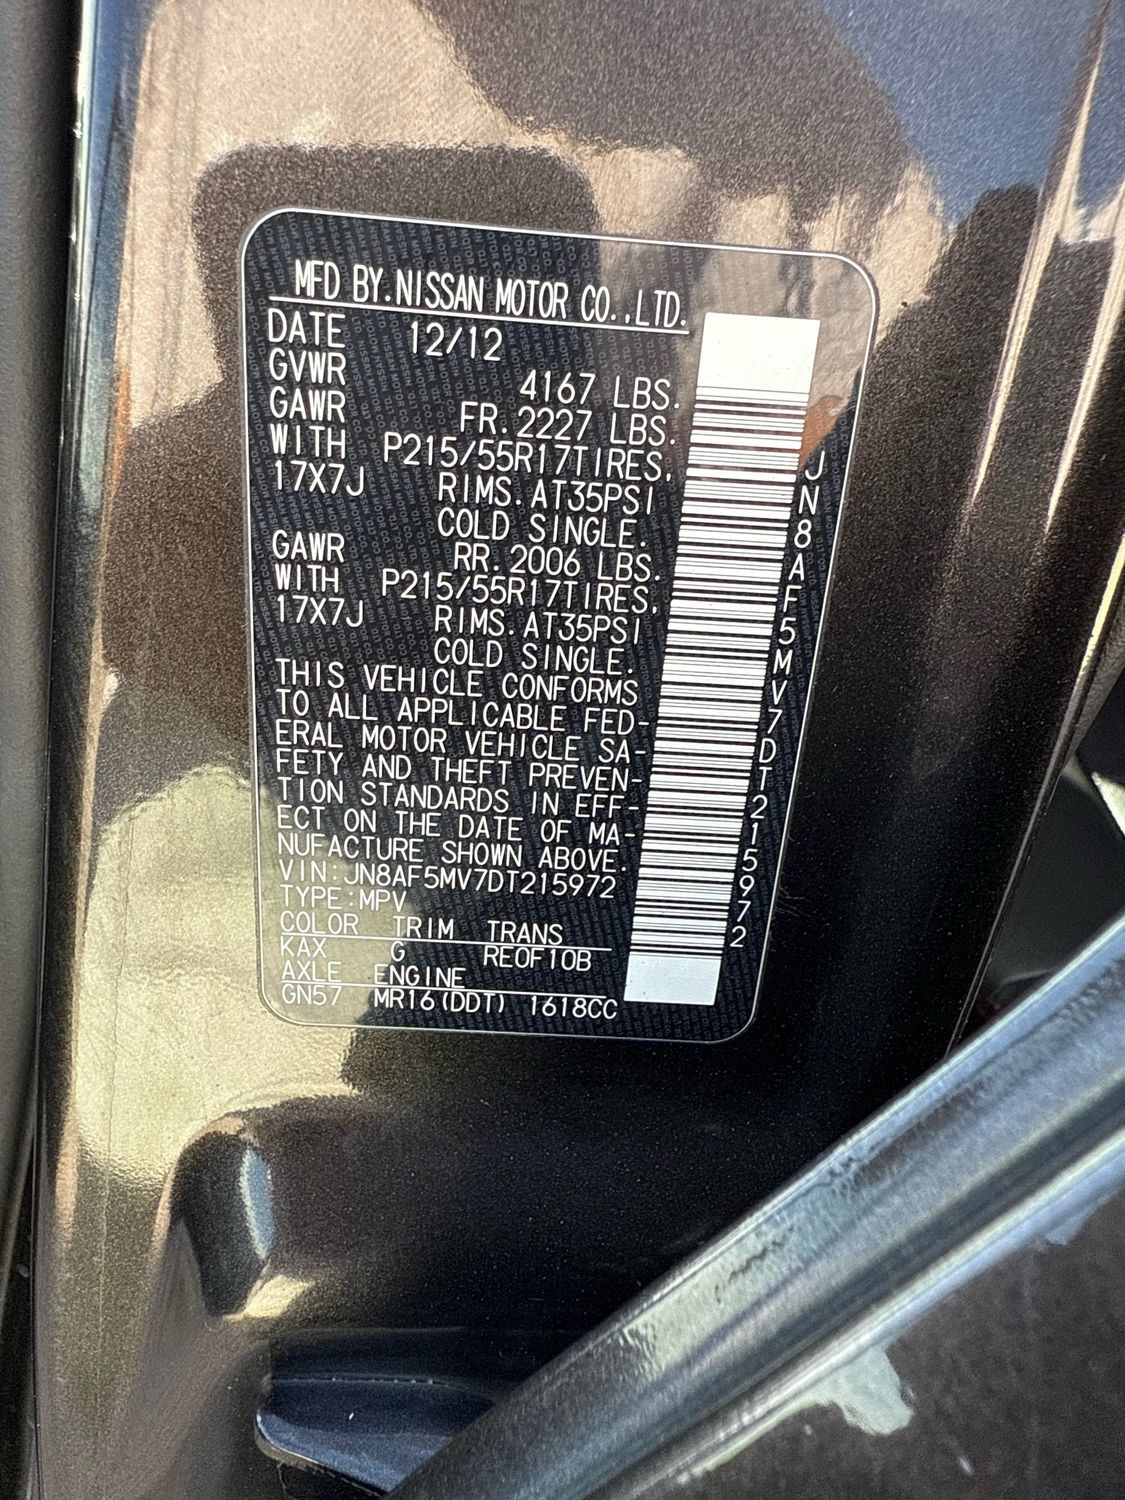 MFD BY.NISSAN MOTOR CO.,LTD.
DATE 12/12
GVWR 4167 LBS.
GAWR FR.2227 LBS.
WITH P215/55R17TIRES,
17X7J RIMS.AT35PSI
COLD SINGLE.
GAWR RR.2006 LBS.
WITH P215/55R17TIRES,
17X7J RIMS.AT35PSI
COLD SINGLE.
THIS VEHICLE CONFORMS
TO ALL APPLICABLE FED-
ERAL MOTOR VEHICLE SA-
FETY AND THEFT PREVEN-
TION STANDARDS IN EFF-
ECT ON THE DATE OF MA-
NUFACTURE SHOWN ABOVE.
VIN:JN8AF5MV7DT215972
TYPE:MPV
COLOR TRIM TRANS
KAX G RE0F10B
AXLE ENGINE
GN57 MR16(DDT) 1618CC
JN8AF5MV7DT215972